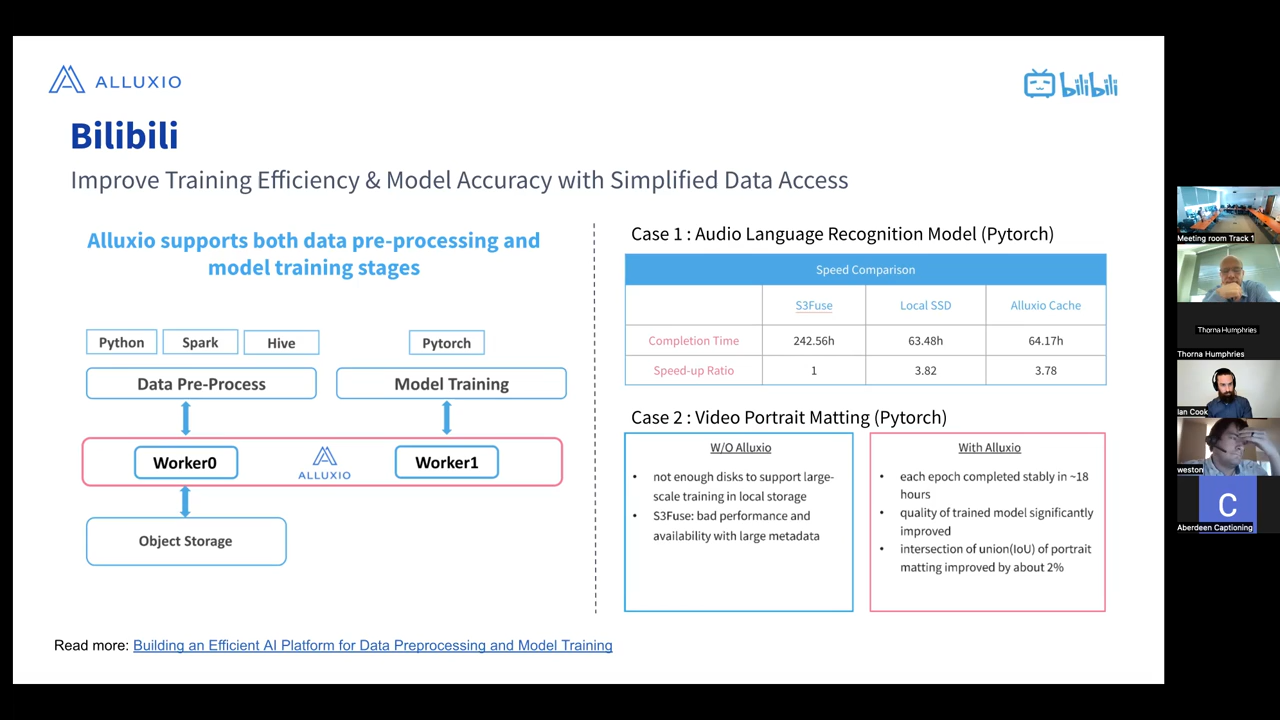 ALLUXIO
bilibili
Bilibili
Improve Training Efficiency & Model Accuracy with Simplified Data Access
Alluxio supports both data pre-processing and
model training stages
Python
Spark
Hive
Pytorch
Data Pre-Process
Model Training
Worker0
ALLUXIO
Worker1
Object Storage
Case 1 : Audio Language Recognition Model (Pytorch)
Speed Comparison
S3Fuse Local SSD Alluxio Cache
Completion Time 242.56h 63.48h 64.17h
Speed-up Ratio 1 3.82 3.78
Case 2 : Video Portrait Matting (Pytorch)
W/O Alluxio
• not enough disks to support large-
scale training in local storage
• S3Fuse: bad performance and
availability with large metadata
With Alluxio
• each epoch completed stably in ~18
hours
• quality of trained model significantly
improved
• intersection of union(IoU) of portrait
matting improved by about 2%
Read more: Building an Efficient AI Platform for Data Preprocessing and Model Training
Meeting room Track 1
Thorna Humphries
Thorna Humphries
Ian Cook
weston
C
Aberdeen Captioning